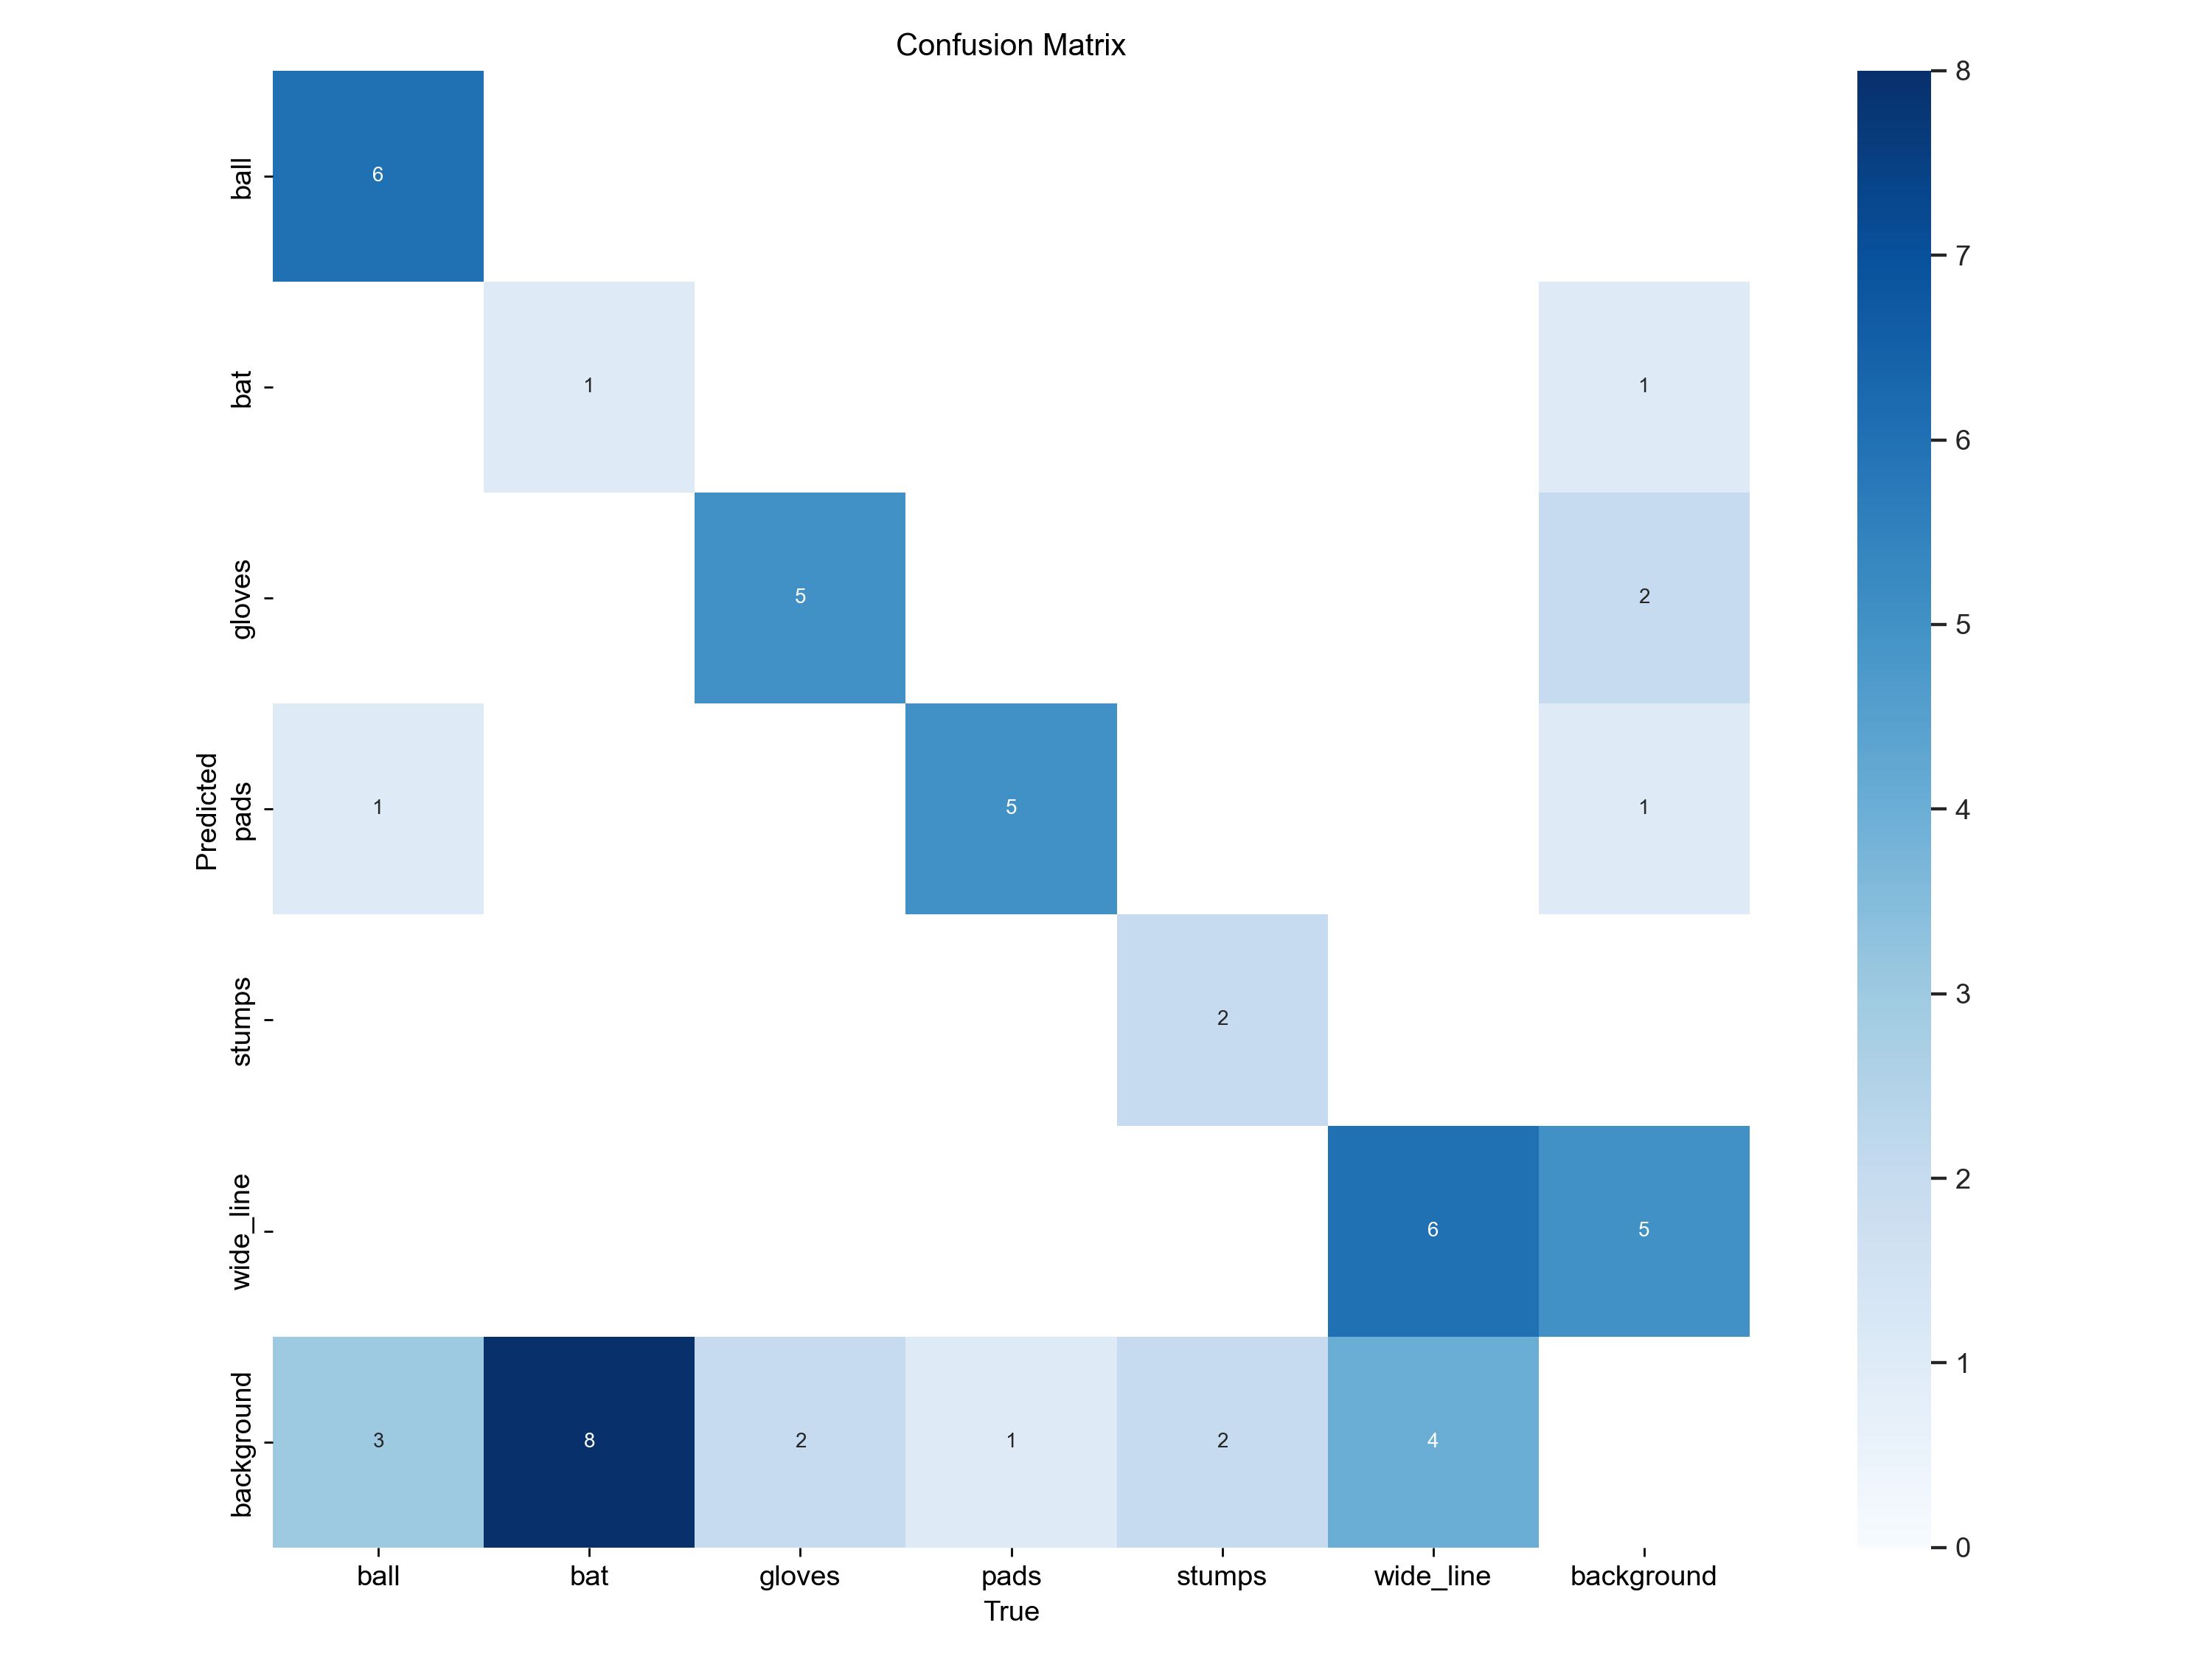 Confusion Matrix
8
ball
6
7
bat
1
1
6
gloves
5
2
5
Predicted
pads
1
5
1
4
stumps
2
3
wide_line
6
5
2
background
3
8
2
1
2
4
1
0
ball
bat
gloves
pads
stumps
wide_line
background
True